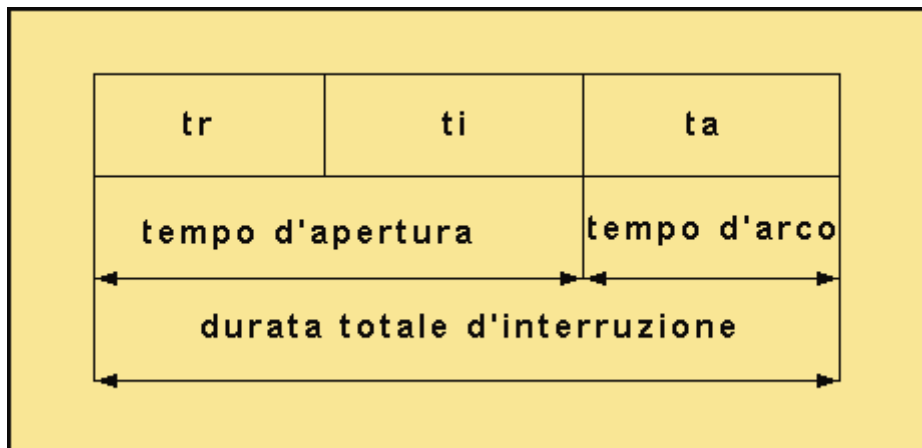 tr ti ta
tempo d'apertura tempo d'arco
durata totale d'interruzione